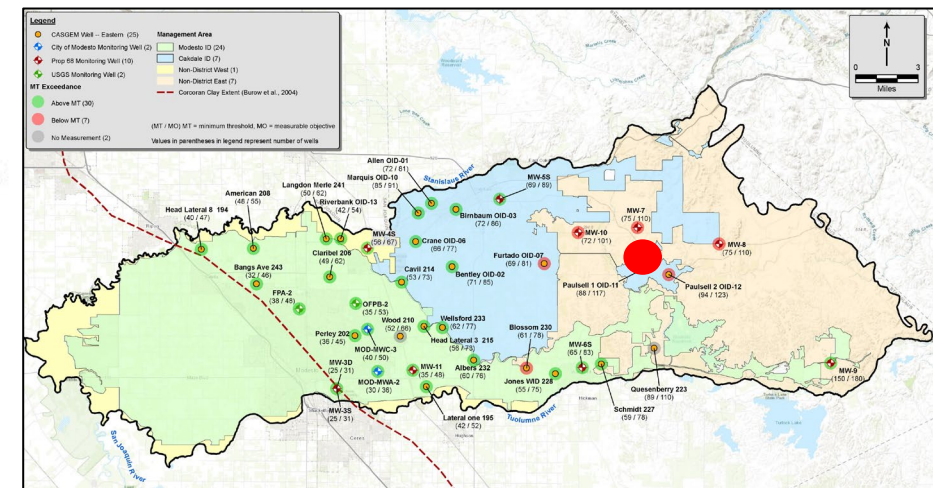 Legend
CASGEM Well -- Eastern (25)
City of Modesto Monitoring Well (2)
Prop 68 Monitoring Well (10)
USGS Monitoring Well (2)
MT Exceedance
Above MT (30)
Below MT (7)
No Measurement (2)
Management Area
Modesto ID (24)
Oakdale ID (7)
Non-District West (1)
Non-District East (7)
Corcoran Clay Extent (Burow et al., 2004)
(MT / MO) MT = minimum threshold, MO = measurable objective
Values in parentheses in legend represent number of wells
N
0 3
Miles
Allen OID-01
(72 / 81)
Stanislaus River
Marquis OID-10
(85 / 91)
MW-5S
(69 / 89)
Langdon Merle 241
(50 / 62)
American 208
(48 / 55)
Riverbank OID-13
(42 / 54)
Head Lateral 8 194
(40 / 47)
Birnbaum OID-03
(72 / 86)
MW-7
(75 / 110)
MW-10
(72 / 101)
MW-4S
(56 / 67)
MW-8
(75 / 110)
Crane OID-06
(66 / 77)
Claribel 206
(49 / 62)
Furtado OID-07
(69 / 81)
Bangs Ave 243
(32 / 46)
Cavil 214
(53 / 73)
Bentley OID-02
(71 / 85)
Paulsell 1 OID-11
(88 / 117)
Paulsell 2 OID-12
(94 / 123)
FPA-2
(38 / 48)
OFPB-2
(35 / 53)
Wood 210
(52 / 66)
Wellsford 233
(62 / 77)
Perley 202
(36 / 45)
Blossom 230
(61 / 78)
Head Lateral 3 215
(56 / 73)
MOD-MWC-3
(40 / 50)
MW-6S
(65 / 83)
MW-3D
(25 / 31)
MW-11
(35 / 48)
Albers 232
(60 / 76)
MW-9
(150 / 180)
MOD-MWA-2
(30 / 36)
Jones WID 228
(55 / 75)
Quesenberry 223
(89 / 110)
MW-3S
(25 / 31)
Lateral one 195
(42 / 52)
Tuolumne River
Schmidt 227
(59 / 78)
San Joaquin River